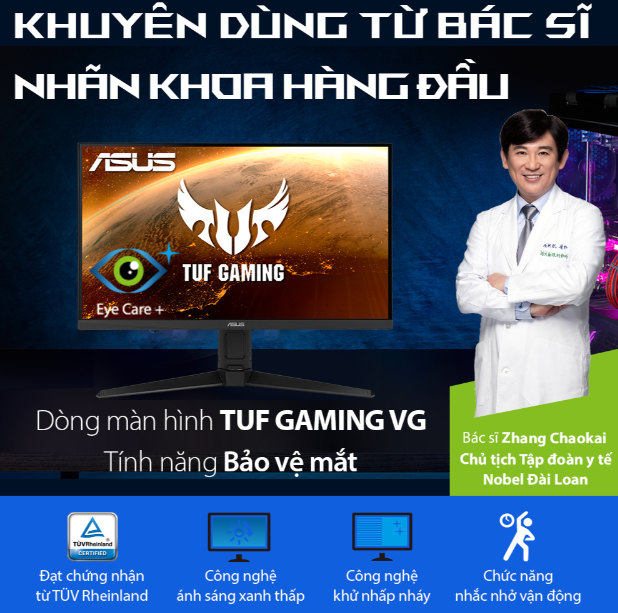 KHUYÊN DÙNG TỪ BÁC SĨ
NHÃN KHOA HÀNG ĐẦU
ASUS
TUF GAMING
Eye Care +
ASUS
Dòng màn hình TUF GAMING VG
Tính năng Bảo vệ mắt
Bác sĩ Zhang Chaokai
Chủ tịch Tập đoàn y tế
Nobel Đài Loan
TÜVRheinland
CERTIFIED
Đạt chứng nhận
từ TÜV Rheinland
Công nghệ
ánh sáng xanh thấp
Công nghệ
khử nhấp nháy
Chức năng
nhắc nhở vận động